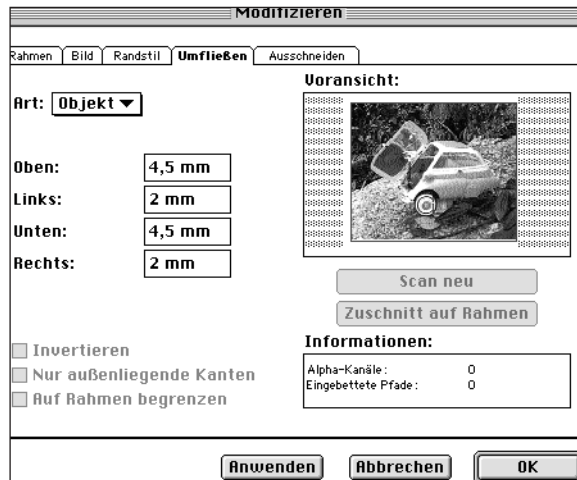 Modifizieren
Rahmen
Bild
Randstil
Umfließen
Ausschneiden
Art: Objekt
Oben: 4,5 mm
Links: 2 mm
Unten: 4,5 mm
Rechts: 2 mm
Invertieren
Nur außenliegende Kanten
Auf Rahmen begrenzen
Voransicht:
Scan neu
Zuschnitt auf Rahmen
Informationen:
Alpha-Kanäle: 0
Eingebettete Pfade: 0
Anwenden
Abbrechen
OK